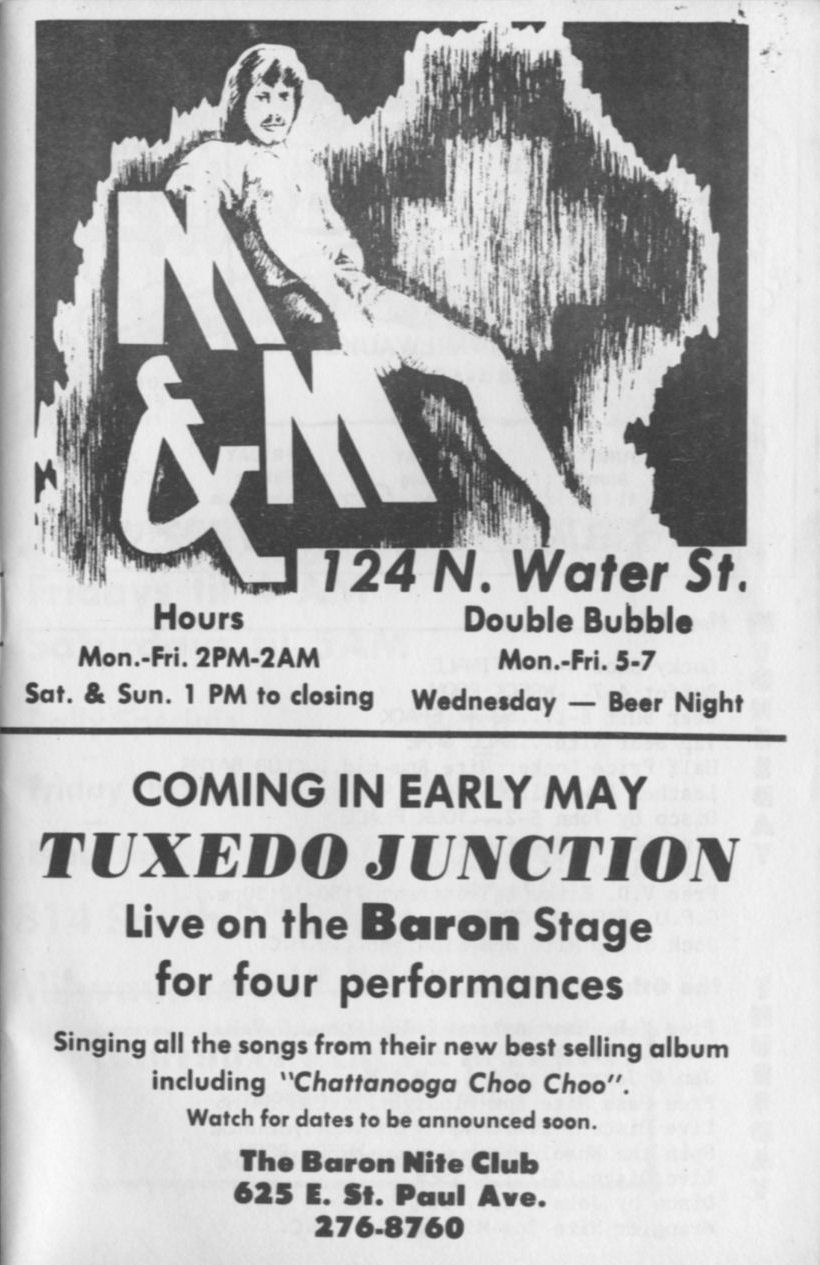 M
& M
124 N. Water St.
Hours
Mon.-Fri. 2PM-2AM
Sat. & Sun. 1 PM to closing
Double Bubble
Mon.-Fri. 5-7
Wednesday — Beer Night
COMING IN EARLY MAY
TUXEDO JUNCTION
Live on the Baron Stage
for four performances
Singing all the songs from their new best selling album
including "Chattanooga Choo Choo".
Watch for dates to be announced soon.
The Baron Nite Club
625 E. St. Paul Ave.
276-8760